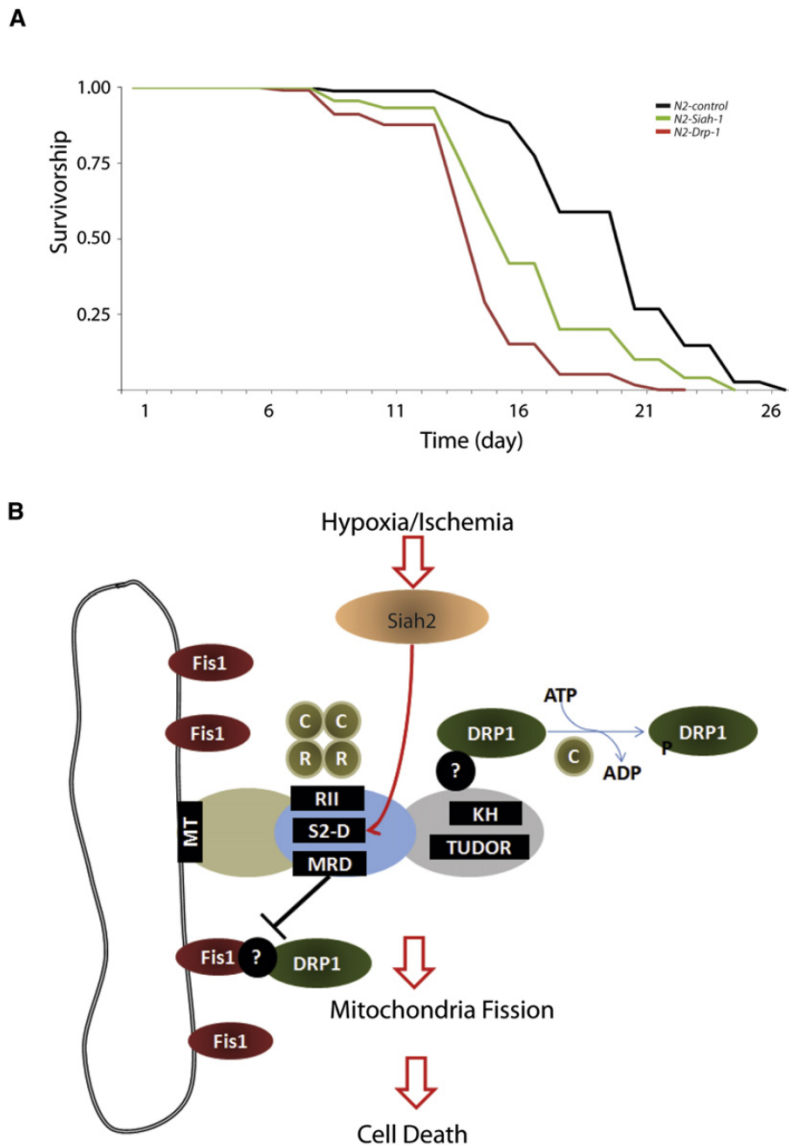 A
1.00
0.75
0.50
0.25
Survivorship
N2-control
N2-Siah-1
N2-Drp-1
1 6 11 16 21 26
Time (day)
B
Hypoxia/Ischemia
Siah2
Fis1
Fis1
C C
R R
DRP1
?
ATP
C
ADP
DRP1
P
MT
RII
S2-D
MRD
KH
TUDOR
Fis1
?
DRP1
Mitochondria Fission
Fis1
Cell Death